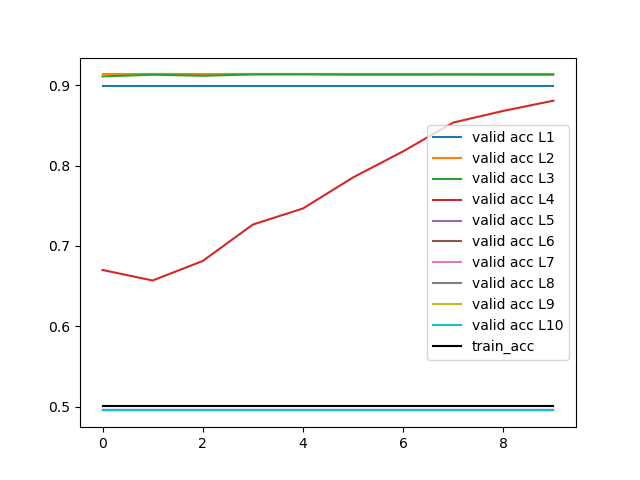 0.9
0.8
0.7
0.6
0.5
0 2 4 6 8
valid acc L1
valid acc L2
valid acc L3
valid acc L4
valid acc L5
valid acc L6
valid acc L7
valid acc L8
valid acc L9
valid acc L10
train_acc